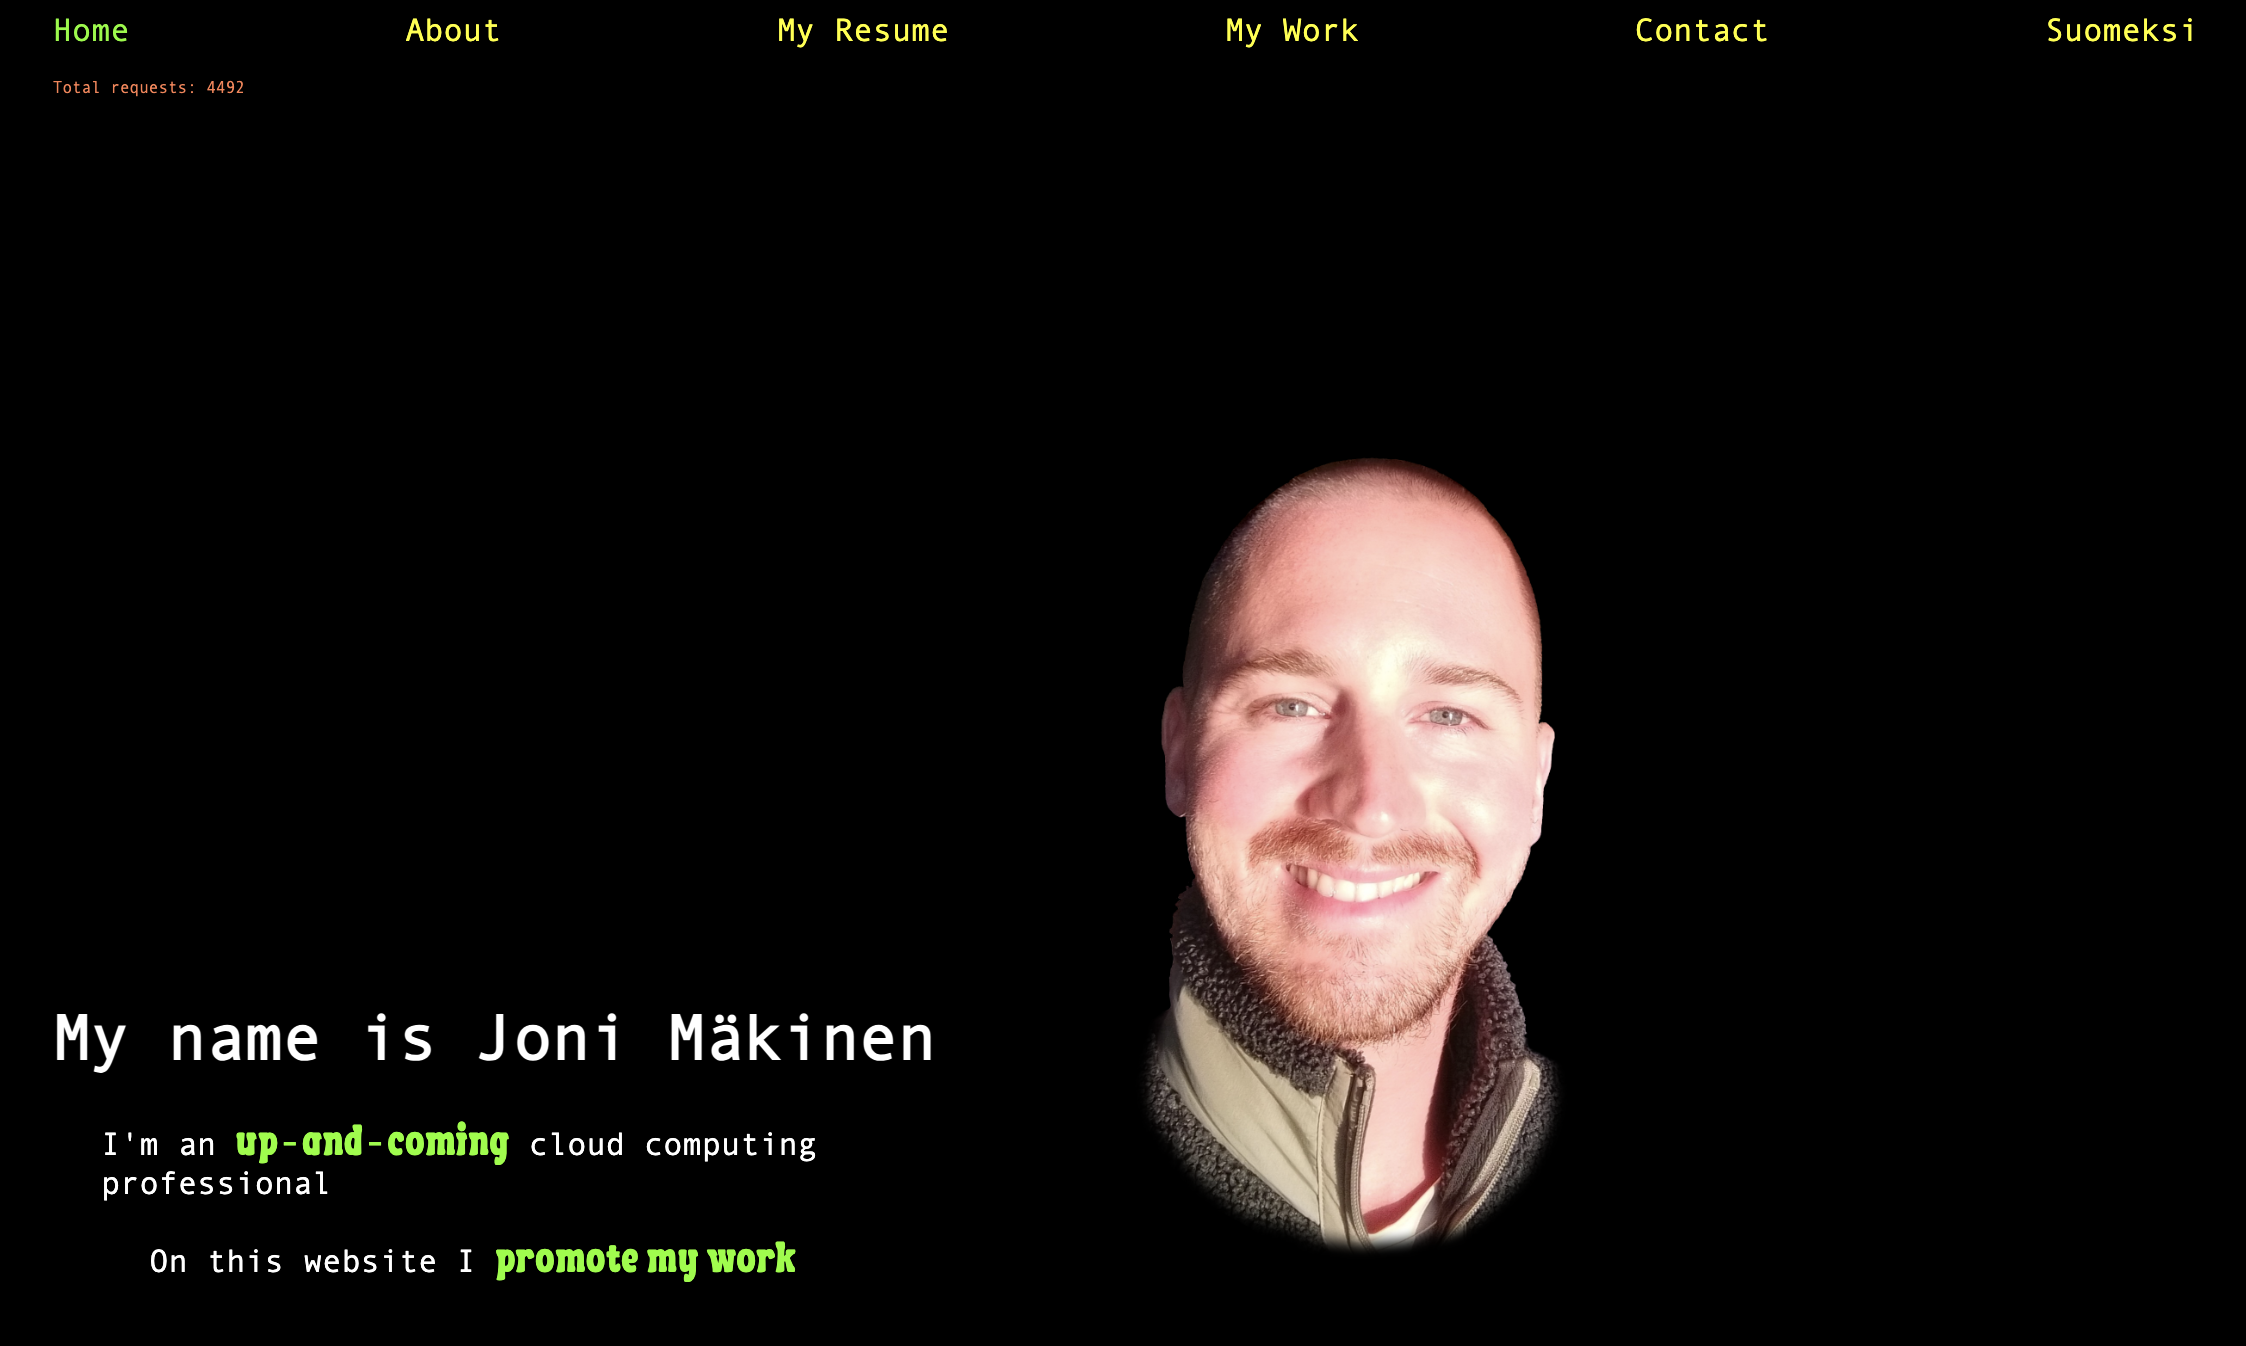 Home About My Resume My Work Contact Suomeksi
Total requests: 4492
My name is Joni Mäkinen
I'm an up-and-coming cloud computing
professional
On this website I promote my work